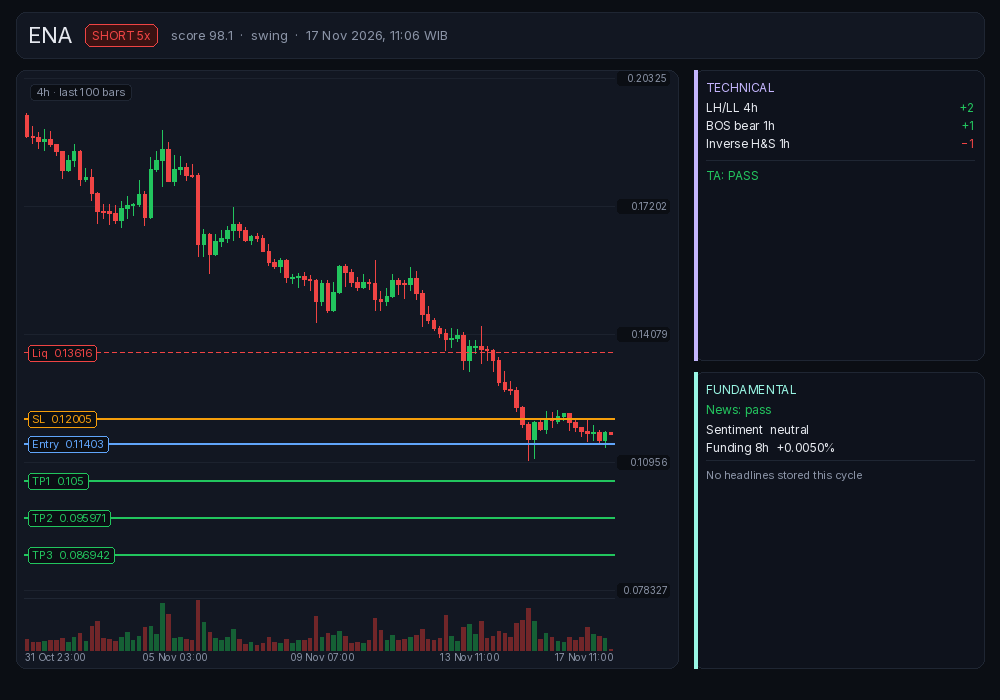 ENA SHORT 5x score 98.1 · swing · 17 Nov 2026, 11:06 WIB
4h · last 100 bars
0.20325
0.17202
0.14079
Liq 0.13616
SL 0.12005
Entry 0.11403
0.10956
TP1 0.105
TP2 0.095971
TP3 0.086942
0.078327
31 Oct 23:00 05 Nov 03:00 09 Nov 07:00 13 Nov 11:00 17 Nov 11:00
TECHNICAL
LH/LL 4h +2
BOS bear 1h +1
Inverse H&S 1h −1
TA: PASS
FUNDAMENTAL
News: pass
Sentiment neutral
Funding 8h +0.0050%
No headlines stored this cycle